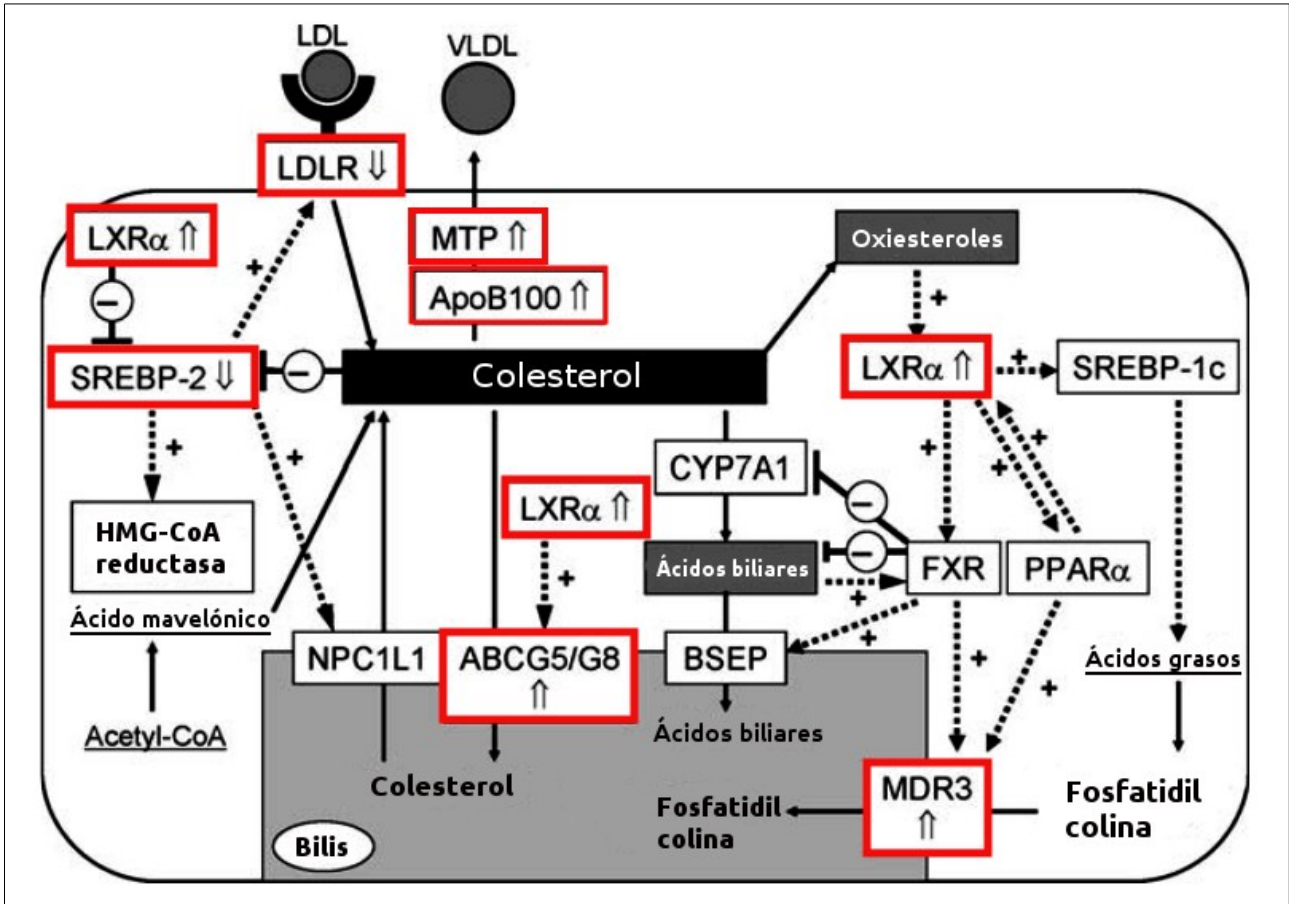 LDL
VLDL
LDLR ⇓
LXRα ⇑
MTP ⇑
Oxiesteroles
+
+
ApoB100 ⇑
−
SREBP-2 ⇓
−
Colesterol
LXRα ⇑
+
SREBP-1c
+
+
CYP7A1
+
+
+
LXRα ⇑
−
HMG-CoA
reductasa
−
Ácidos biliares
FXR
PPARα
+
+
Ácido mavelónico
NPC1L1
ABCG5/G8
⇑
BSEP
+
+
+
Ácidos grasos
Acetyl-CoA
Ácidos biliares
Colesterol
MDR3
⇑
Fosfatidil
colina
Fosfatidil
colina
Bilis